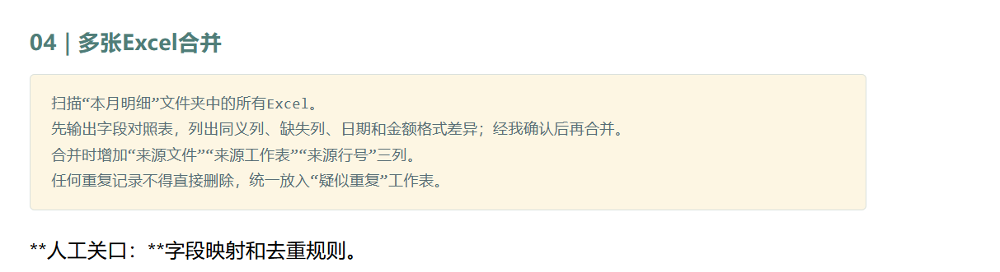 04｜多张Excel合并
扫描“本月明细”文件夹中的所有Excel。
先输出字段对照表，列出同义列、缺失列、日期和金额格式差异；经我确认后再合并。
合并时增加“来源文件”“来源工作表”“来源行号”三列。
任何重复记录不得直接删除，统一放入“疑似重复”工作表。
**人工关口：**字段映射和去重规则。